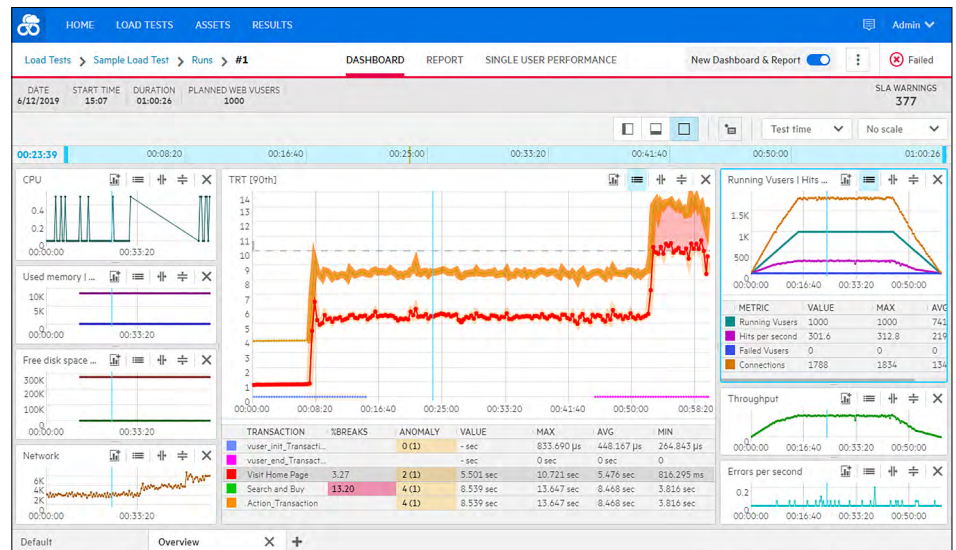 HOME LOAD TESTS ASSETS RESULTS Admin
Load Tests Sample Load Test Runs #1 DASHBOARD REPORT SINGLE USER PERFORMANCE New Dashboard & Report Failed
DATE START TIME DURATION PLANNED WEB VUSERS SLA WARNINGS
6/12/2019 15:07 01:00:26 1000 377
Test time No scale
00:23:39 00:08:20 00:16:40 00:25:00 00:33:20 00:41:40 00:50:00 01:00:26
CPU
0.4
0.2
0
00:00:00 00:33:20
Used memory | ...
10K
5K
0
00:00:00 00:33:20
Free disk space ...
300K
200K
100K
0
00:00:00 00:33:20
Network
6K
4K
2K
0
00:00:00 00:33:20
TRT [90th]
14
13
12
11
10
9
8
7
6
5
4
3
2
1
0
00:00:00 00:08:20 00:16:40 00:25:00 00:33:20 00:41:40 00:50:00 00:58:20
TRANSACTION %BREAKS ANOMALY VALUE MAX AVG MIN
vuser_init_Transacti... 0 (1) - sec 833.690 µs 448.167 µs 264.843 µs
vuser_end_Transact... - sec 0 sec 0 sec 0
Visit Home Page 3.27 2 (1) 5.501 sec 10.721 sec 5.476 sec 816.295 ms
Search and Buy 13.20 4 (1) 8.539 sec 13.647 sec 8.468 sec 3.816 sec
Action_Transaction 4 (1) 8.539 sec 13.647 sec 8.468 sec 3.816 sec
Running Vusers | Hits ...
1.5K
1K
500
0
00:00:00 00:16:40 00:33:20 00:50:00
METRIC VALUE MAX AVG
Running Vusers 1000 1000 741
Hits per second 301.6 312.8 219
Failed Vusers 0 0 0
Connections 1788 1834 134
Throughput
0
00:00:00 00:16:40 00:33:20 00:50:00
Errors per second
0.2
0
00:00:00 00:16:40 00:33:20 00:50:00
Default Overview